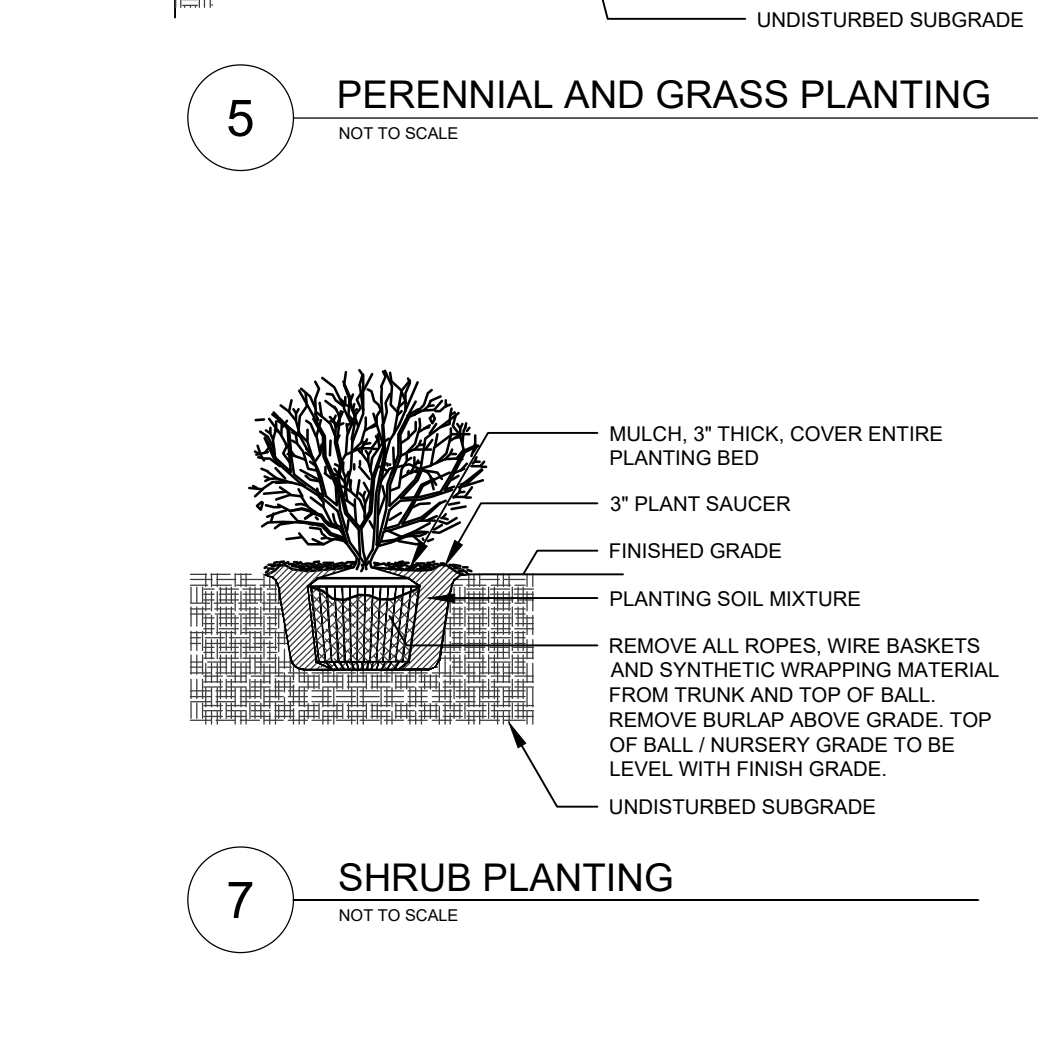 UNDISTURBED SUBGRADE
5
PERENNIAL AND GRASS PLANTING
NOT TO SCALE
MULCH, 3" THICK, COVER ENTIRE
PLANTING BED
3" PLANT SAUCER
FINISHED GRADE
PLANTING SOIL MIXTURE
REMOVE ALL ROPES, WIRE BASKETS
AND SYNTHETIC WRAPPING MATERIAL
FROM TRUNK AND TOP OF BALL.
REMOVE BURLAP ABOVE GRADE. TOP
OF BALL / NURSERY GRADE TO BE
LEVEL WITH FINISH GRADE.
UNDISTURBED SUBGRADE
7
SHRUB PLANTING
NOT TO SCALE